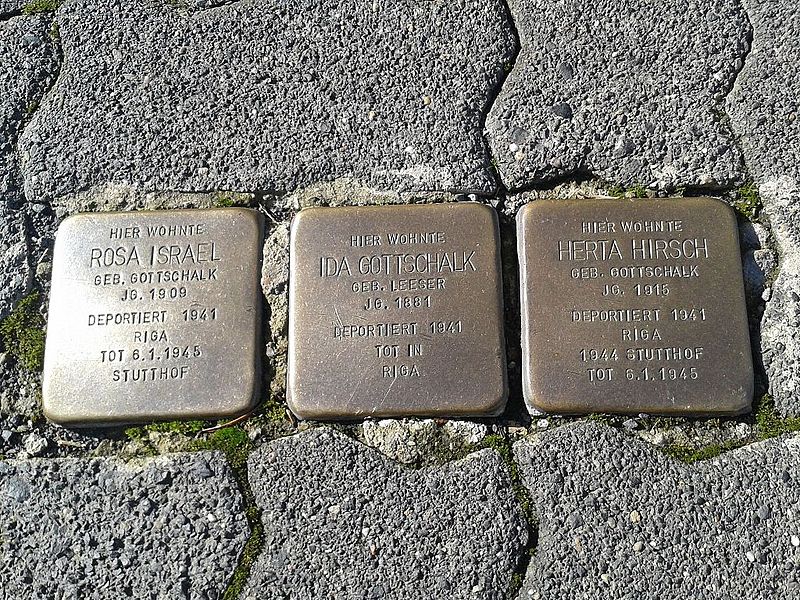 HIER WOHNTE
ROSA ISRAEL
GEB. GOTTSCHALK
JG. 1909
DEPORTIERT 1941
RIGA
TOT 6.1.1945
STUTTHOF
HIER WOHNTE
IDA GOTTSCHALK
GEB. LEESER
JG. 1881
DEPORTIERT 1941
TOT IN
RIGA
HIER WOHNTE
HERTA HIRSCH
GEB. GOTTSCHALK
JG. 1915
DEPORTIERT 1941
RIGA
1944 STUTTHOF
TOT 6.1.1945